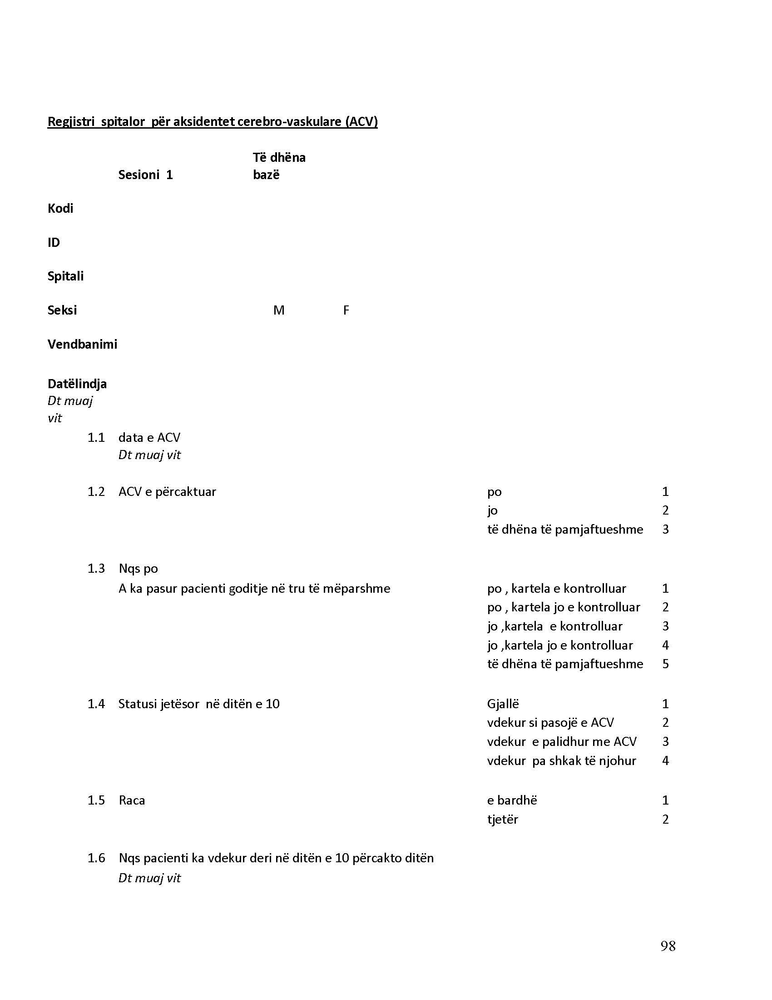 Regjistri  spitalor  për aksidentet cerebro-vaskulare (ACV)
Të dhëna
Sesioni  1 bazë
Kodi
ID
Spitali
Seksi M F
Vendbanimi
Datëlindja
Dt muaj
vit
1.1 data e ACV
Dt muaj vit
1.2 ACV e përcaktuar po 1
jo 2
të dhëna të pamjaftueshme 3
1.3 Nqs po
A ka pasur pacienti goditje në tru të mëparshme po , kartela e kontrolluar 1
po , kartela jo e kontrolluar 2
jo ,kartela  e kontrolluar 3
jo ,kartela jo e kontrolluar 4
të dhëna të pamjaftueshme 5
1.4 Statusi jetësor  në ditën e 10 Gjallë 1
vdekur si pasojë e ACV 2
vdekur  e palidhur me ACV 3
vdekur  pa shkak të njohur 4
1.5 Raca e bardhë 1
tjetër 2
1.6 Nqs pacienti ka vdekur deri në ditën e 10 përcakto ditën
Dt muaj vit
98